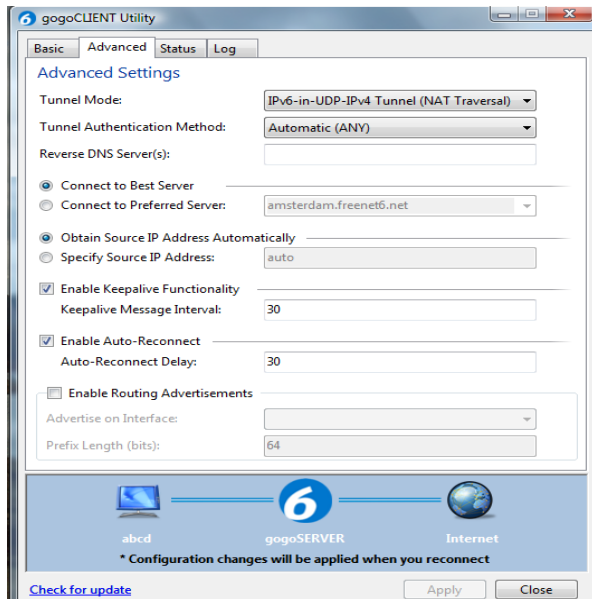 gogoCLIENT Utility
Basic Advanced Status Log
Advanced Settings
Tunnel Mode: IPv6-in-UDP-IPv4 Tunnel (NAT Traversal)
Tunnel Authentication Method: Automatic (ANY)
Reverse DNS Server(s):
Connect to Best Server
Connect to Preferred Server: amsterdam.freenet6.net
Obtain Source IP Address Automatically
Specify Source IP Address: auto
Enable Keepalive Functionality
Keepalive Message Interval: 30
Enable Auto-Reconnect
Auto-Reconnect Delay: 30
Enable Routing Advertisements
Advertise on Interface:
Prefix Length (bits): 64
6
abcd gogoSERVER Internet
* Configuration changes will be applied when you reconnect
Check for update Apply Close